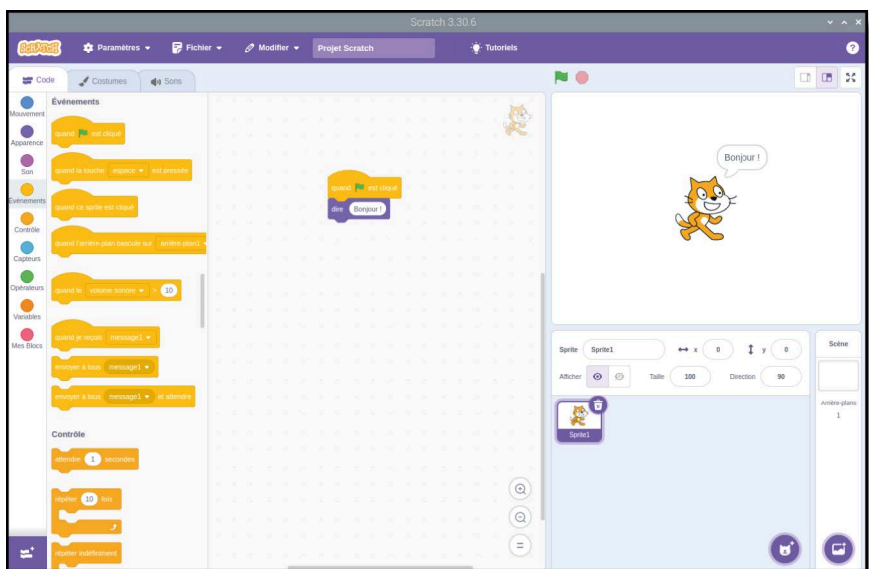 Scratch 3.30.6
SCRATCH Paramètres Fichier Modifier Projet Scratch Tutoriels ?
Code Costumes Sons
Mouvement
Apparence
Son
Événements
Contrôle
Capteurs
Opérateurs
Variables
Mes Blocs
Événements
quand est cliqué
quand la touche espace est pressée
quand ce sprite est cliqué
quand l'arrière-plan bascule sur arrière-plan1
quand le volume sonore > 10
quand je reçois message1
envoyer à tous message1
envoyer à tous message1 et attendre
Contrôle
attendre 1 secondes
répéter 10 fois
répéter indéfiniment
quand est cliqué
dire Bonjour !
Bonjour !
Sprite Sprite1 x 0 y 0
Afficher Taille 100 Direction 90
Sprite1
Scène
Arrière-plans
1